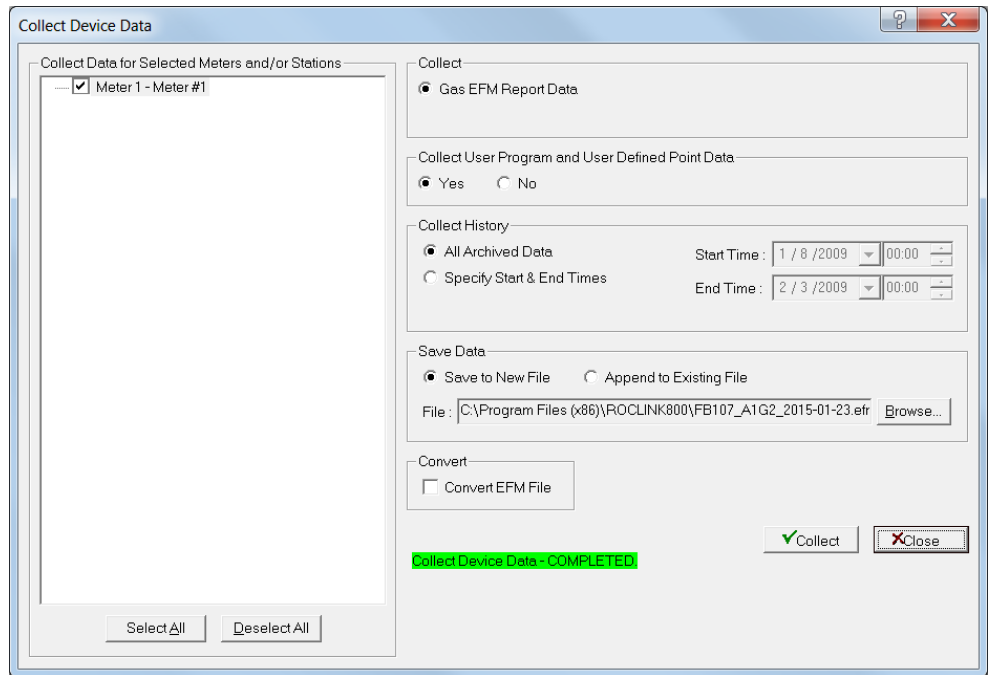 Collect Device Data
Collect Data for Selected Meters and/or Stations
Meter 1 - Meter #1
Select All
Deselect All
Collect
Gas EFM Report Data
Collect User Program and User Defined Point Data
Yes
No
Collect History
All Archived Data
Specify Start & End Times
Start Time : 1 / 8 /2009 00:00
End Time : 2 / 3 /2009 00:00
Save Data
Save to New File
Append to Existing File
File : C:\Program Files (x86)\ROCLINK800\FB107_A1G2_2015-01-23.efr
Browse...
Convert
Convert EFM File
Collect
Close
Collect Device Data - COMPLETED.